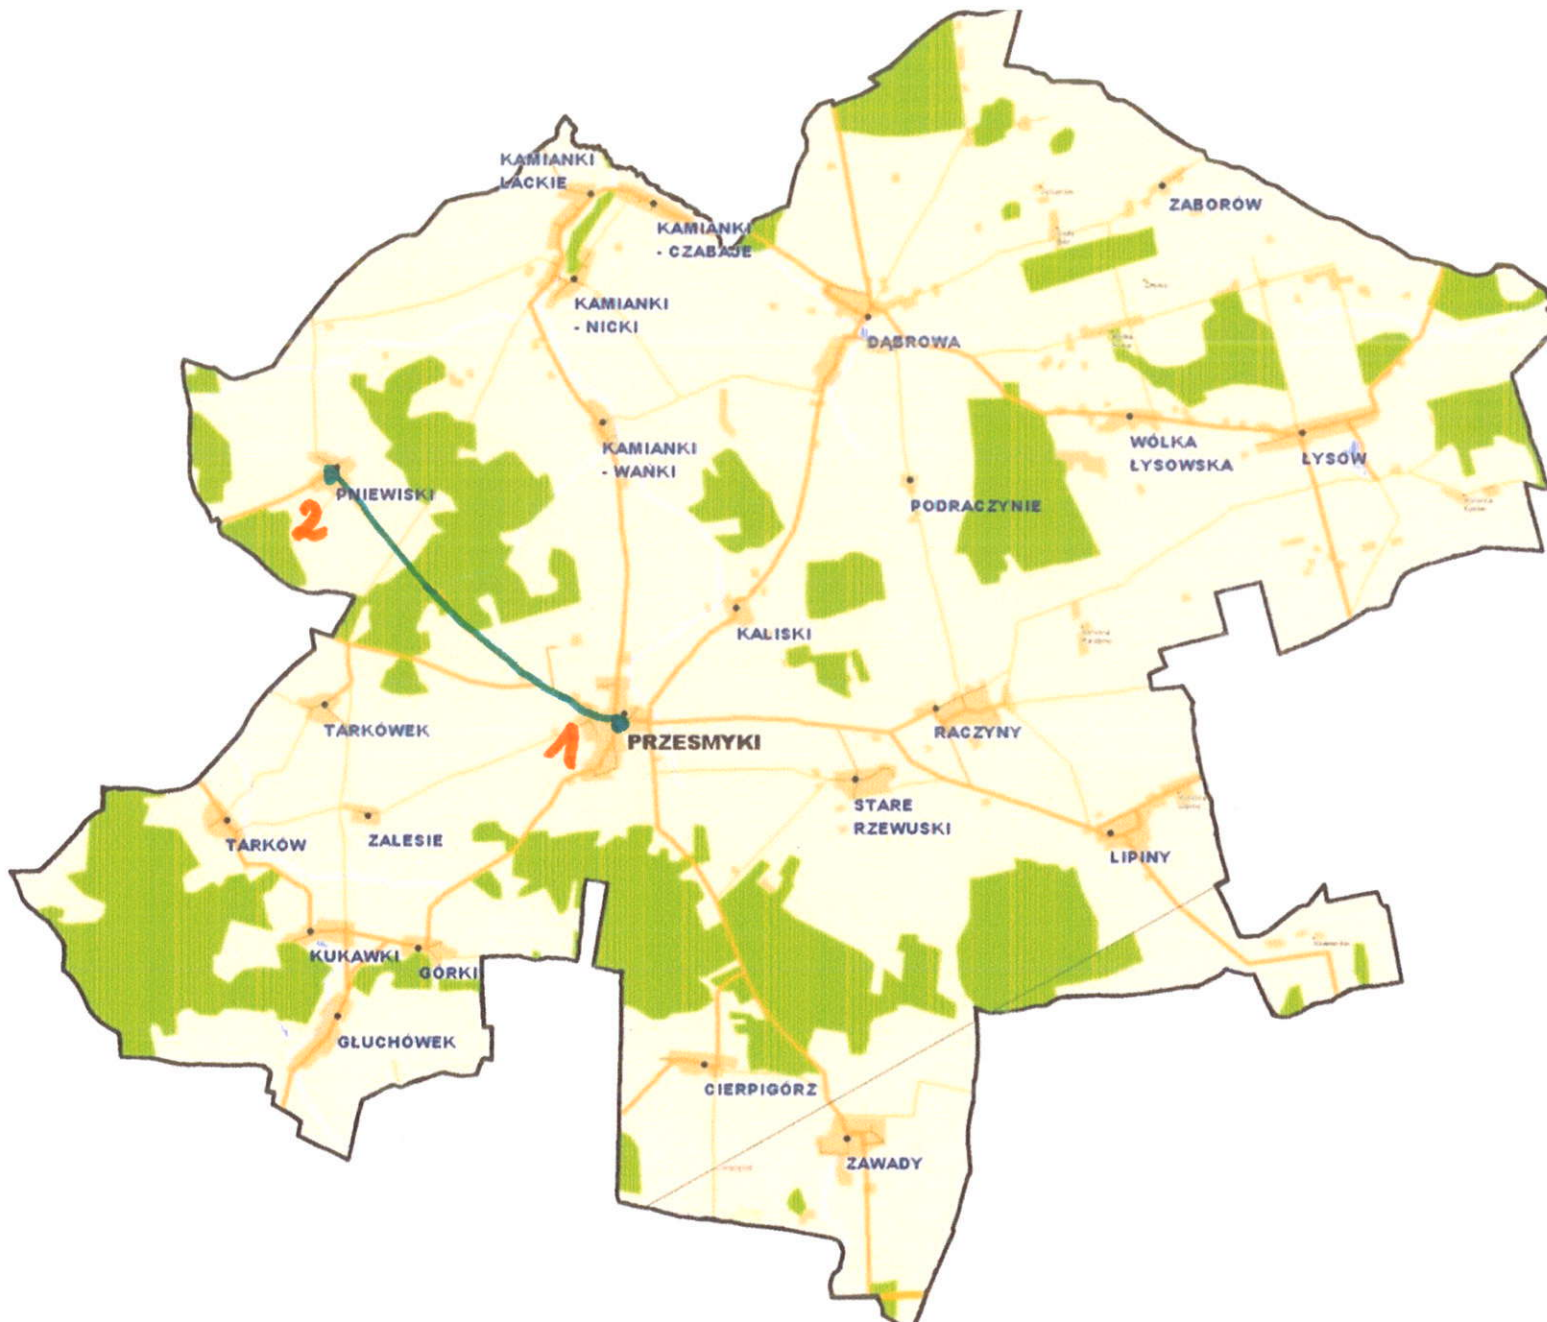 KAMIANKI
LACKIE
ZABORÓW
KAMIANKI
- CZABAJE
KAMIANKI
- NICKI
DĄBROWA
KAMIANKI
- WAŃKI
WÓLKA
ŁYSOWSKA
ŁYSÓW
PNIEWISKI
2
PODRACZYNIE
KALISKI
TARKÓWEK
1
PRZESMYKI
RACZYNY
STARE
RZEWUSKI
TARKÓW
ZALESIE
LIPINY
KUKAWKI
GÓRKI
GŁUCHÓWEK
CIERPIGÓRZ
ZAWADY